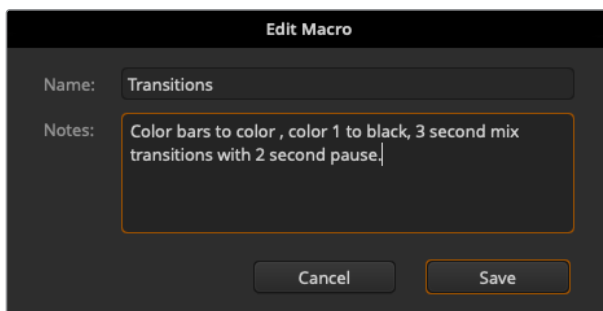 Edit Macro
Name: Transitions
Notes: Color bars to color , color 1 to black, 3 second mix
transitions with 2 second pause.
Cancel Save